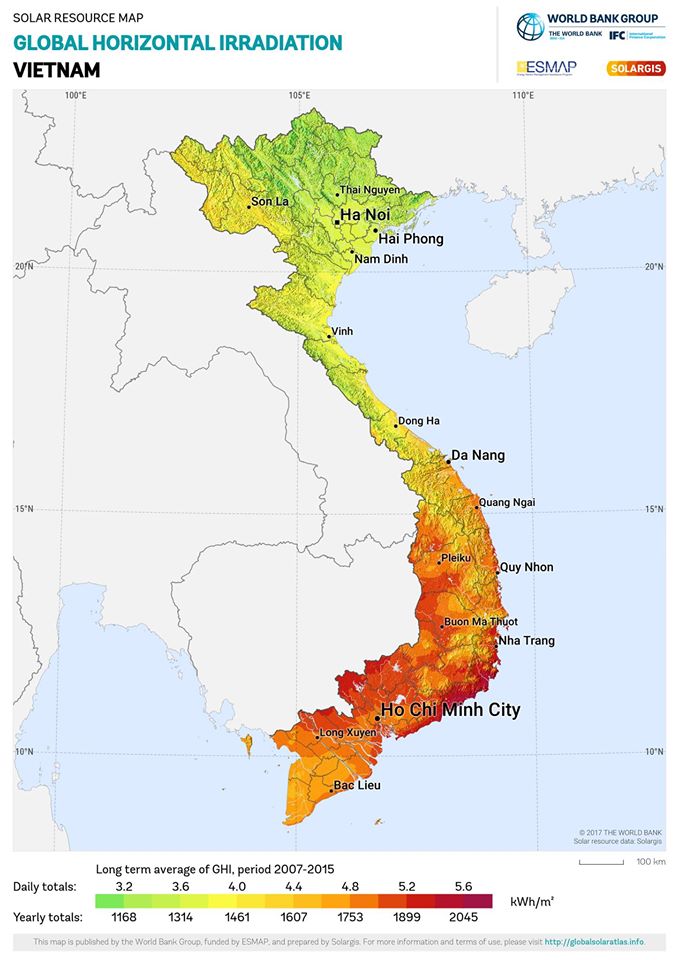 SOLAR RESOURCE MAP
GLOBAL HORIZONTAL IRRADIATION
VIETNAM
WORLD BANK GROUP
THE WORLD BANK
IBRD • IDA
IFC
International
Finance Corporation
ESMAP
Energy Sector Management Assistance Program
SOLARGIS
100°E
105°E
110°E
Thai Nguyen
Son La
Ha Noi
Hai Phong
Nam Dinh
20°N
20°N
Vinh
Dong Ha
Da Nang
Quang Ngai
15°N
15°N
Pleiku
Quy Nhon
Buon Ma Thuot
Nha Trang
Ho Chi Minh City
Long Xuyen
10°N
10°N
Bac Lieu
© 2017 THE WORLD BANK
Solar resource data: Solargis
100 km
Long term average of GHI, period 2007-2015
Daily totals: 3.2 3.6 4.0 4.4 4.8 5.2 5.6
kWh/m²
Yearly totals: 1168 1314 1461 1607 1753 1899 2045
This map is published by the World Bank Group, funded by ESMAP, and prepared by Solargis. For more information and terms of use, please visit http://globalsolaratlas.info.